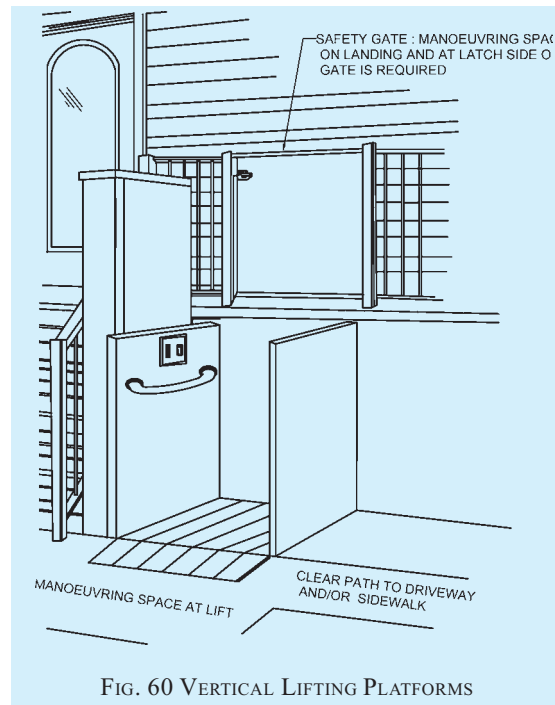 SAFETY GATE : MANOEUVRING SPAC
ON LANDING AND AT LATCH SIDE O
GATE IS REQUIRED
MANOEUVRING SPACE AT LIFT
CLEAR PATH TO DRIVEWAY
AND/OR SIDEWALK
FIG. 60 VERTICAL LIFTING PLATFORMS